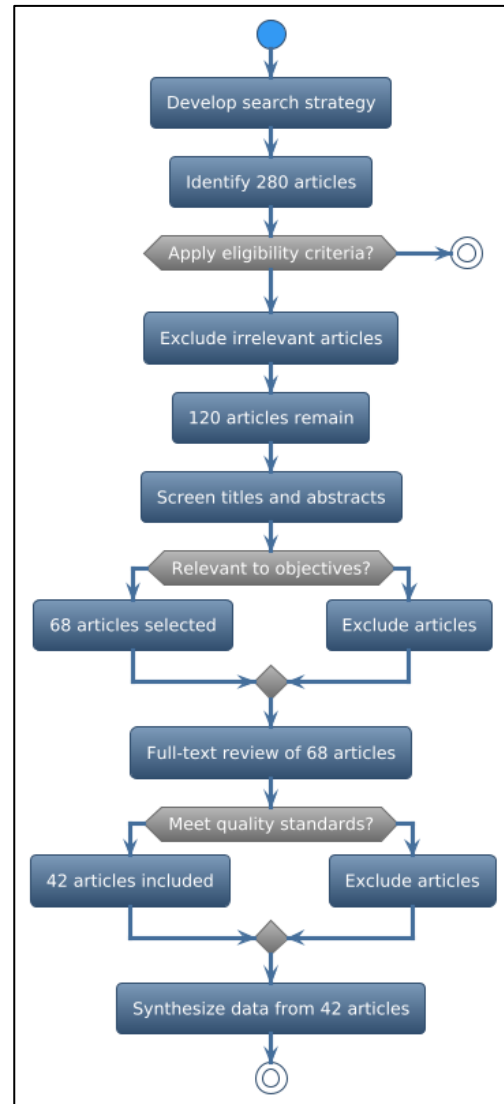 Develop search strategy
Identify 280 articles
Apply eligibility criteria?
Exclude irrelevant articles
120 articles remain
Screen titles and abstracts
Relevant to objectives?
68 articles selected
Exclude articles
Full-text review of 68 articles
Meet quality standards?
42 articles included
Exclude articles
Synthesize data from 42 articles